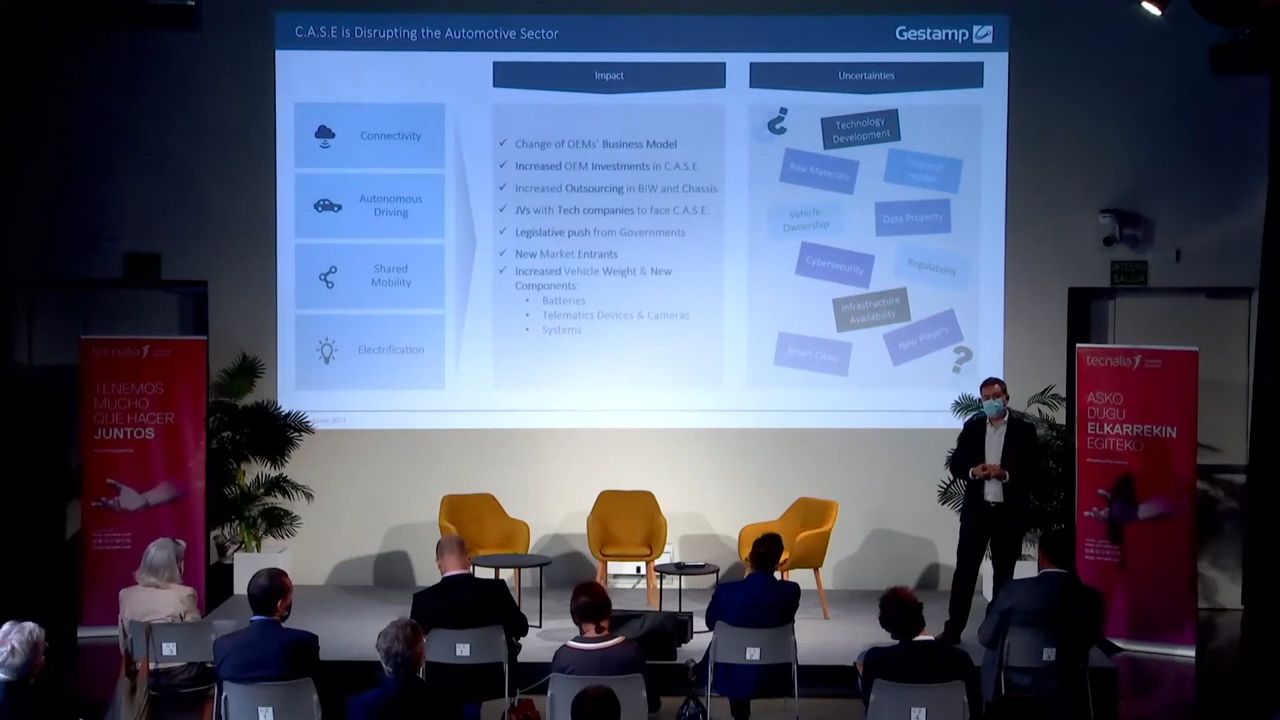 C.A.S.E is Disrupting the Automotive Sector
Gestamp
Impact
Uncertainties
Connectivity
Autonomous
Driving
Shared
Mobility
Electrification
✓ Change of OEMs' Business Model
✓ Increased OEM Investments in C.A.S.E
✓ Increased Outsourcing in BIW and Chassis
✓ JVs with Tech companies to face C.A.S.E.
✓ Legislative push from Governments
✓ New Market Entrants
✓ Increased Vehicle Weight & New
Components:
• Batteries
• Telematics Devices & Cameras
• Systems
?
Technology
Development
Raw Materials
Vehicle
Ownership
Data Property
Cybersecurity
Regulations
Infrastructure
Availability
New Players
Smart Cities
?
2021
tecnalia
TENEMOS
MUCHO
QUE HACER
JUNTOS
tecnalia
ASKO
DUGU
ELKARREKIN
EGITEKO
IRTEERA
SALIDA